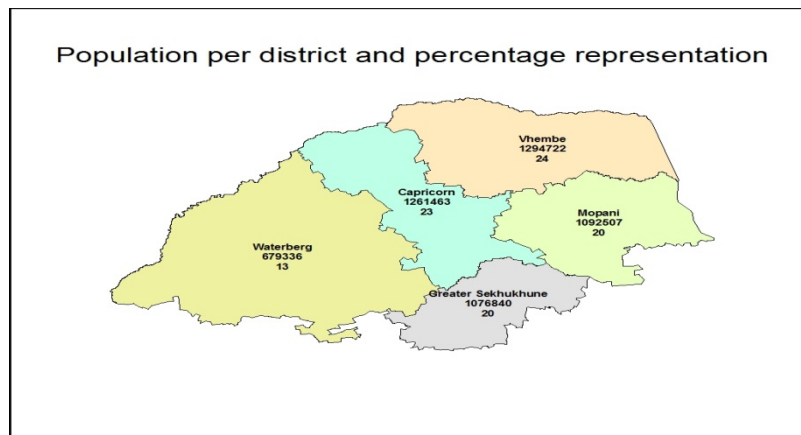 Population per district and percentage representation
Vhembe
1294722
24
Capricorn
1261463
23
Mopani
1092507
20
Waterberg
679336
13
Greater Sekhukhune
1076840
20